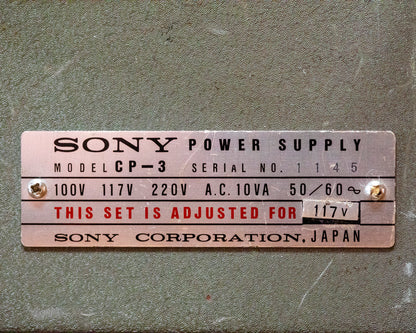 SONY POWER SUPPLY
MODEL CP-3 SERIAL NO. 1145
100V 117V 220V A.C. 10VA 50/60∿
THIS SET IS ADJUSTED FOR 117V
SONY CORPORATION, JAPAN